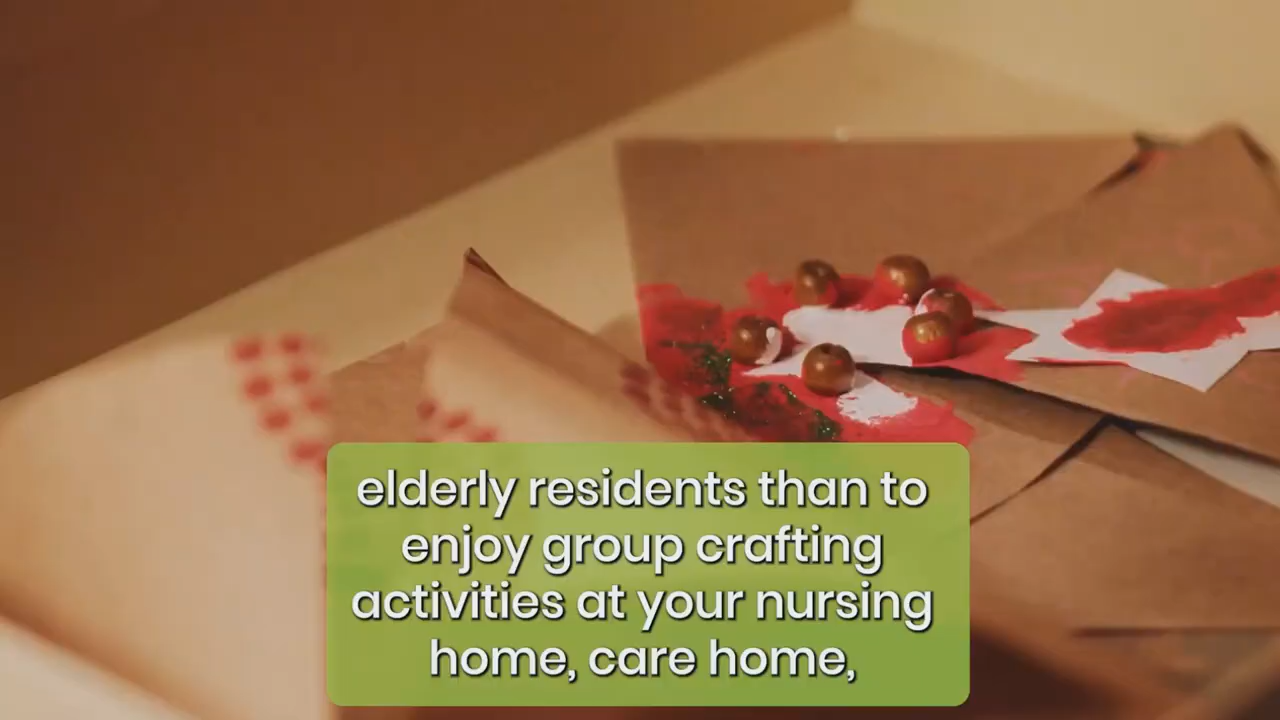 elderly residents than to
enjoy group crafting
activities at your nursing
home, care home,